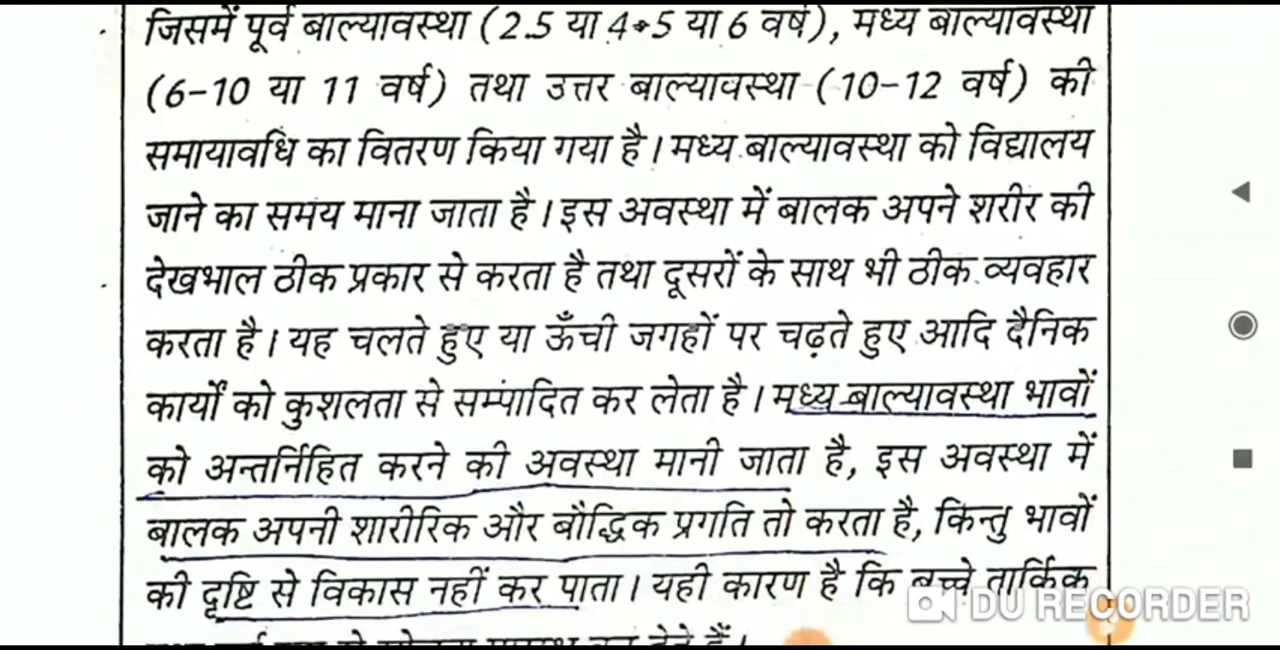 जिसमें पूर्व बाल्यावस्था (2.5 या 4-5 या 6 वर्ष), मध्य बाल्यावस्था
(6-10 या 11 वर्ष) तथा उत्तर बाल्यावस्था (10-12 वर्ष) की
समायावधि का वितरण किया गया है। मध्य बाल्यावस्था को विद्यालय
जाने का समय माना जाता है। इस अवस्था में बालक अपने शरीर की
देखभाल ठीक प्रकार से करता है तथा दूसरों के साथ भी ठीक व्यवहार
करता है। यह चलते हुए या ऊँची जगहों पर चढ़ते हुए आदि दैनिक
कार्यों को कुशलता से सम्पादित कर लेता है। मध्य-बाल्यावस्था भावों
को अन्तर्निहित करने की अवस्था मानी जाता है, इस अवस्था में
बालक अपनी शारीरिक और बौद्धिक प्रगति तो करता है, किन्तु भावों
की दृष्टि से विकास नहीं कर पाता। यही कारण है कि बच्चे तार्किक
DU RECORDER